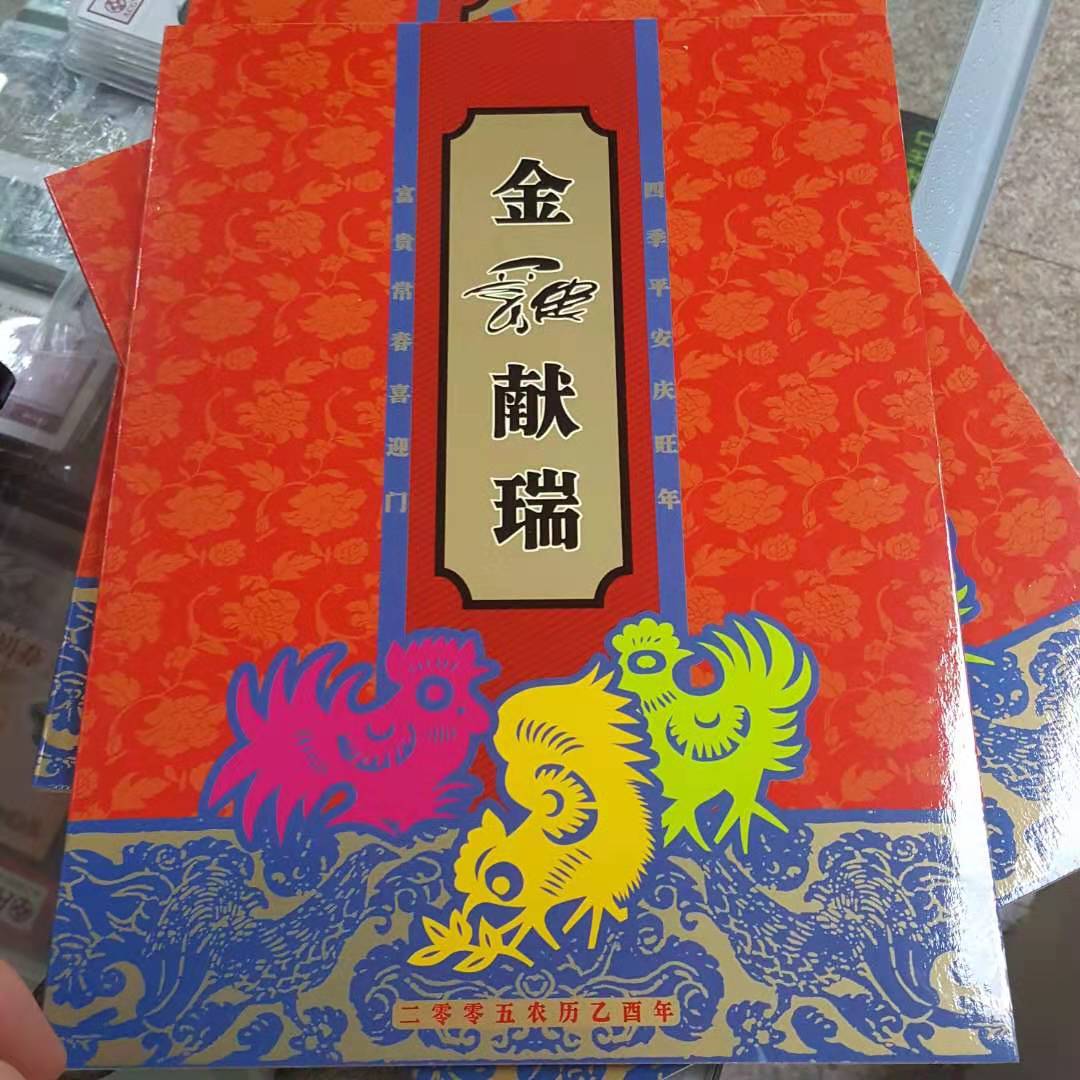 金鸡献瑞
四季平安庆旺年
富贵常春喜迎门
二零零五农历乙酉年